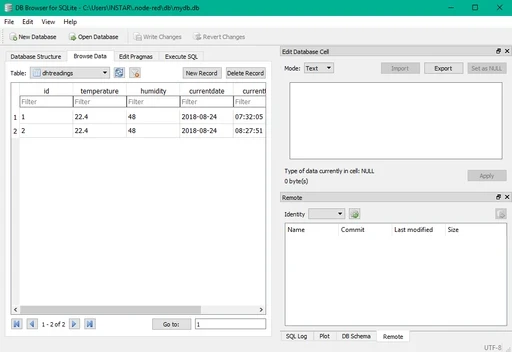 DB Browser for SQLite - C:\Users\INSTAR\.node-red\db\mydb.db
File Edit View Help
New Database Open Database Write Changes Revert Changes
Database Structure Browse Data Edit Pragmas Execute SQL
Table: dhtreadings New Record Delete Record
id temperature humidity currentdate
Filter Filter Filter Filter Filter
1 1 22.4 48 2018-08-24 07:32:05
2 2 22.4 48 2018-08-24 08:27:51
1 - 2 of 2 Go to: 1
Edit Database Cell
Mode: Text Import Export Set as NULL
Type of data currently in cell: NULL
0 byte(s)
Apply
Remote
Identity
Name Commit Last modified Size
SQL Log Plot DB Schema Remote
UTF-8